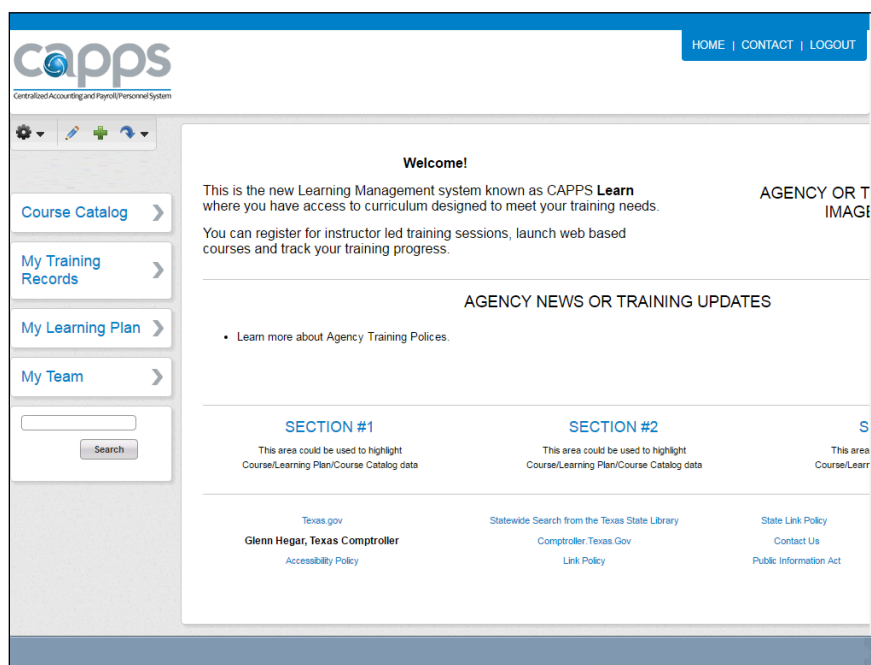 HOME | CONTACT | LOGOUT
capps
Centralized Accounting and Payroll/Personnel System
Welcome!
This is the new Learning Management system known as CAPPS Learn
where you have access to curriculum designed to meet your training needs.
You can register for instructor led training sessions, launch web based
courses and track your training progress.
AGENCY OR T
IMAGE
Course Catalog
My Training
Records
My Learning Plan
My Team
Search
AGENCY NEWS OR TRAINING UPDATES
• Learn more about Agency Training Polices.
SECTION #1
This area could be used to highlight
Course/Learning Plan/Course Catalog data
SECTION #2
This area could be used to highlight
Course/Learning Plan/Course Catalog data
S
This area
Course/Learn
Texas.gov
Statewide Search from the Texas State Library
State Link Policy
Glenn Hegar, Texas Comptroller
Comptroller.Texas.Gov
Contact Us
Accessibility Policy
Link Policy
Public Information Act